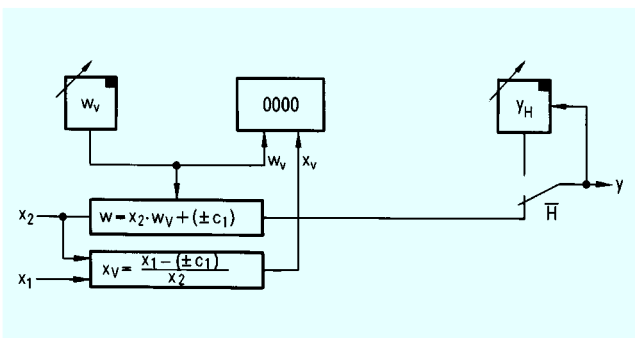 w_v
0000
y_H
w_v x_v
y
H̅
x_2
w=x_2·w_V+(±c_1)
x_1
x_V= x_1-(±c_1) / x_2